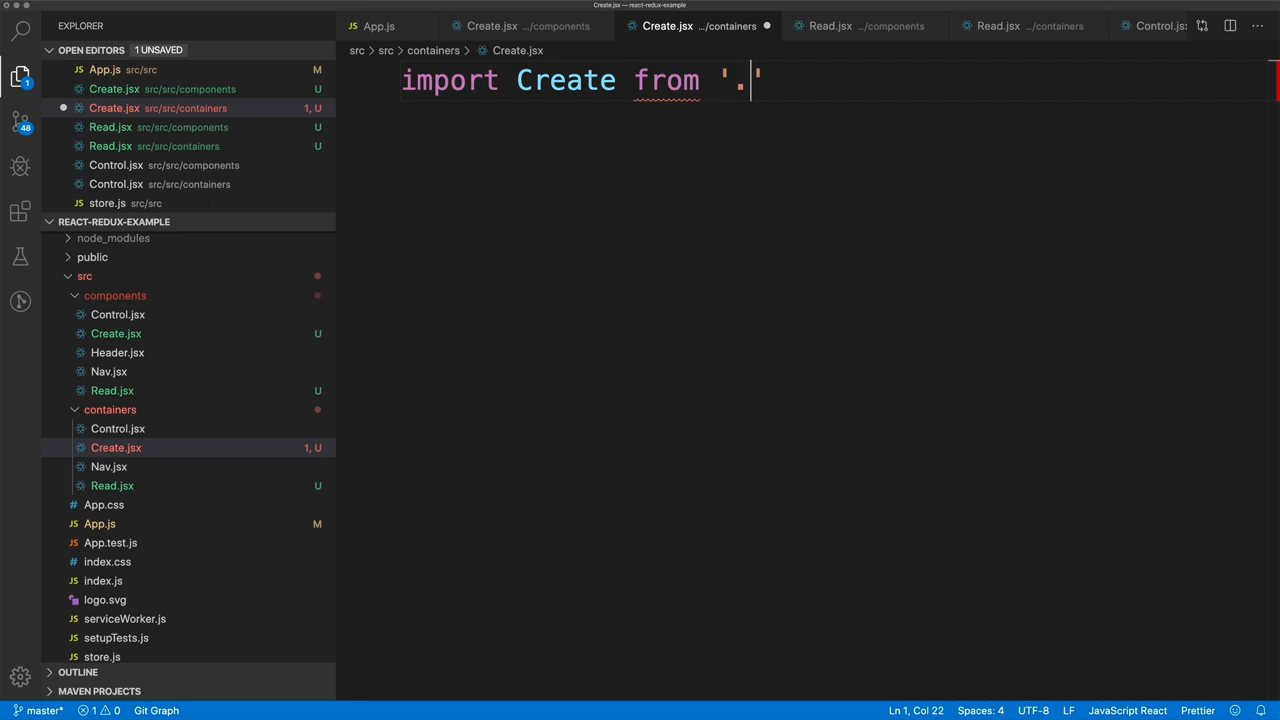 Create.jsx — react-redux-example
EXPLORER
App.js
Create.jsx .../components
Create.jsx .../containers
Read.jsx .../components
Read.jsx .../containers
Control.js
OPEN EDITORS 1 UNSAVED
src > src > containers > Create.jsx
App.js src/src M
Create.jsx src/src/components U
Create.jsx src/src/containers 1, U
Read.jsx src/src/components U
Read.jsx src/src/containers U
Control.jsx src/src/components
Control.jsx src/src/containers
store.js src/src
import Create from '.'
REACT-REDUX-EXAMPLE
node_modules
public
src
components
Control.jsx
Create.jsx U
Header.jsx
Nav.jsx
Read.jsx U
containers
Control.jsx
Create.jsx 1, U
Nav.jsx
Read.jsx U
# App.css
JS App.js M
JS App.test.js
# index.css
JS index.js
logo.svg
JS serviceWorker.js
JS setupTests.js
JS store.js
OUTLINE
MAVEN PROJECTS
1
48
master* 1 0 Git Graph
Ln 1, Col 22 Spaces: 4 UTF-8 LF JavaScript React Prettier